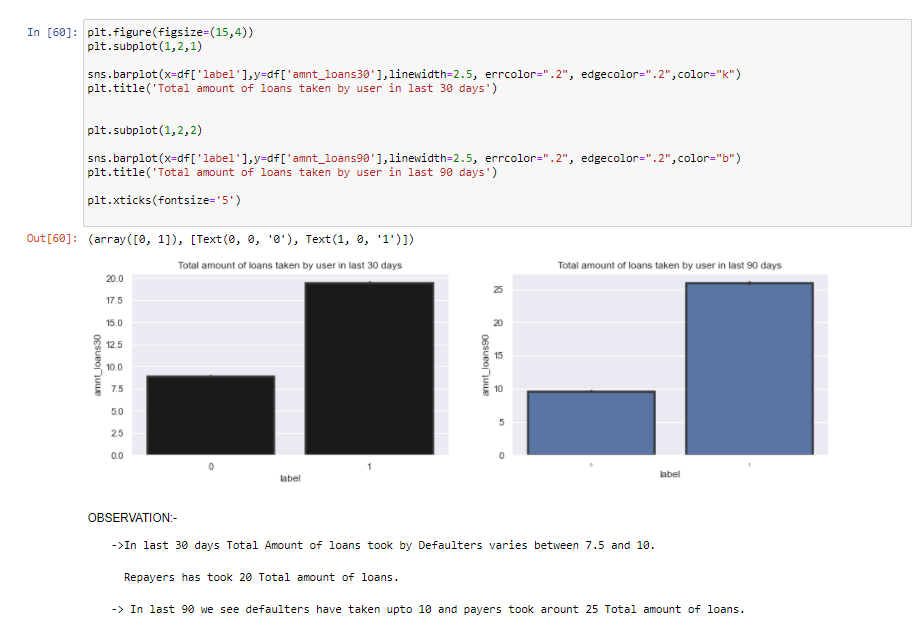 In [60]: plt.figure(figsize=(15,4))
plt.subplot(1,2,1)
sns.barplot(x=df['label'],y=df['amnt_loans30'],linewidth=2.5, errcolor=".2", edgecolor=".2",color="k")
plt.title('Total amount of loans taken by user in last 30 days')
plt.subplot(1,2,2)
sns.barplot(x=df['label'],y=df['amnt_loans90'],linewidth=2.5, errcolor=".2", edgecolor=".2",color="b")
plt.title('Total amount of loans taken by user in last 90 days')
plt.xticks(fontsize='5')
Out[60]: (array([0, 1]), [Text(0, 0, '0'), Text(1, 0, '1')])
Total amount of loans taken by user in last 30 days
20.0
17.5
15.0
12.5
10.0
7.5
5.0
2.5
0.0
amnt_loans30
0 1
label
Total amount of loans taken by user in last 90 days
25
20
15
10
5
0
amnt_loans90
0 1
label
OBSERVATION:-
->In last 30 days Total Amount of loans took by Defaulters varies between 7.5 and 10.
Repayers has took 20 Total amount of loans.
-> In last 90 we see defaulters have taken upto 10 and payers took arount 25 Total amount of loans.